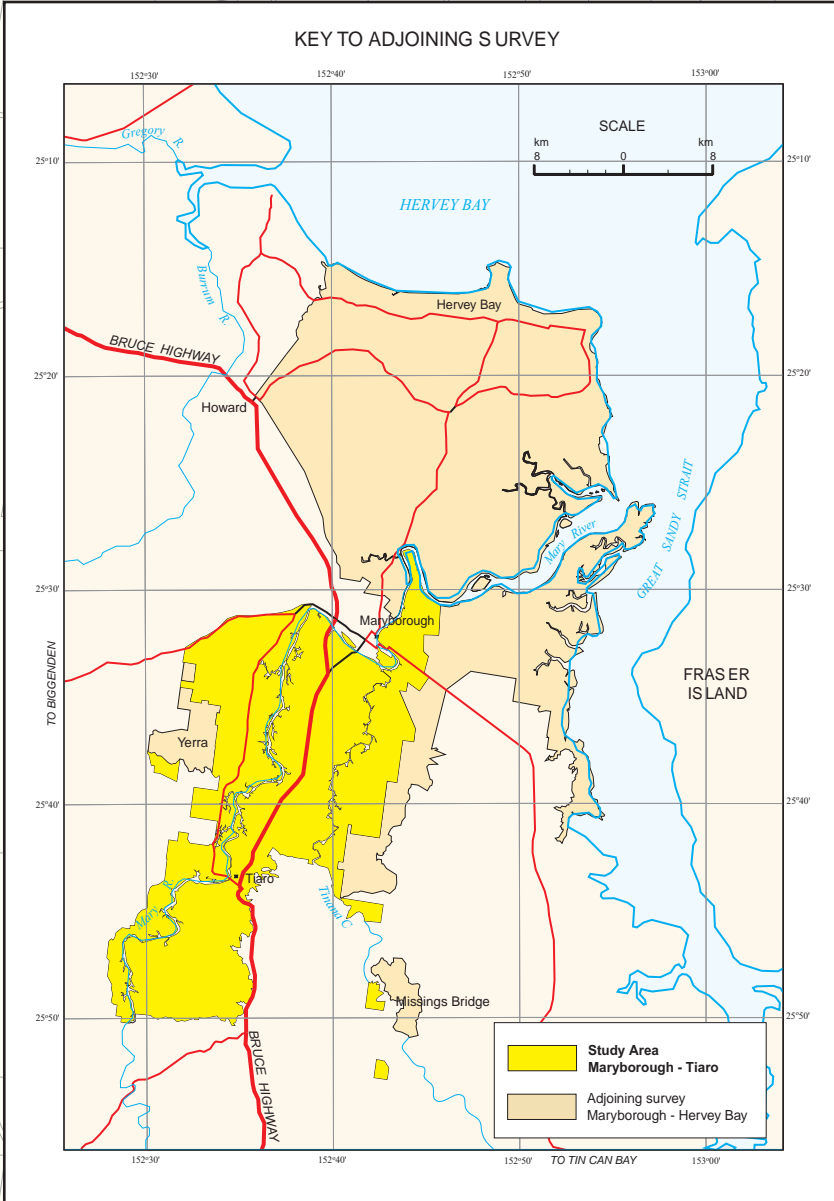 KEY TO ADJOINING SURVEY
152°30' 152°40' 152°50' 153°00'
SCALE
km km
8 0 8
Gregory R.
25°10' 25°10'
HERVEY BAY
Burrum R.
Hervey Bay
BRUCE HIGHWAY
25°20' 25°20'
Howard
GREAT SANDY STRAIT
Mary River
25°30' 25°30'
Maryborough
TO BIGGENDEN
FRASER
ISLAND
Yerra
25°40' 25°40'
Tiaro
Mary R.
Tinana C
Missings Bridge
25°50' 25°50'
BRUCE HIGHWAY
Study Area
Maryborough - Tiaro
Adjoining survey
Maryborough - Hervey Bay
152°30' 152°40' 152°50' 153°00'
TO TIN CAN BAY